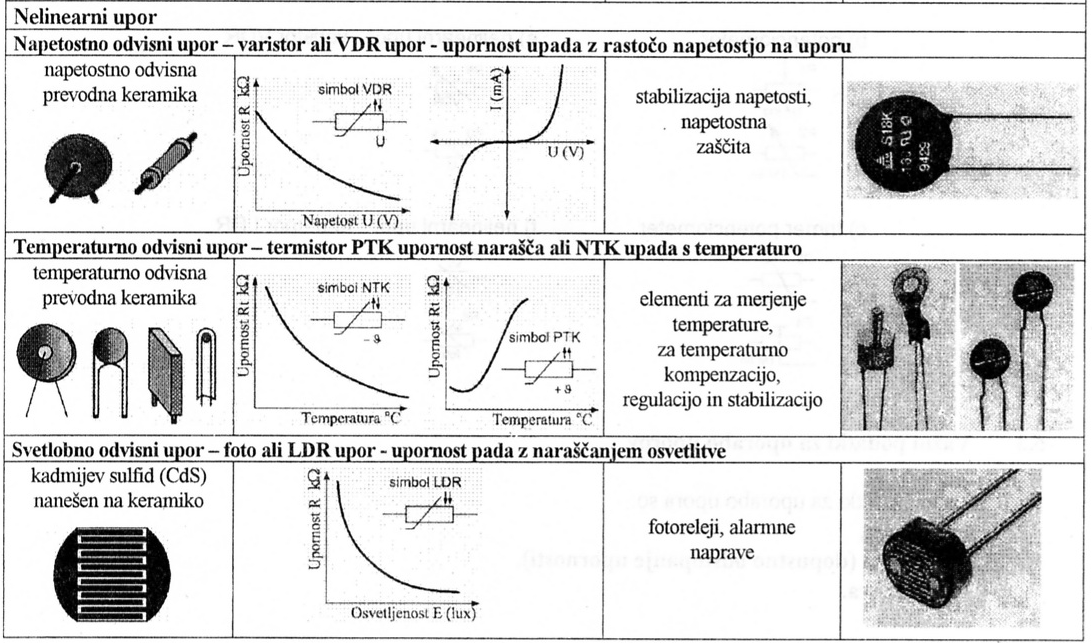 Nelinearni upor
Napetostno odvisni upor – varistor ali VDR upor - upornost upada z rastočo napetostjo na uporu
napetostno odvisna
prevodna keramika
Upornost R kΩ
simbol VDR
U
Napetost U (V)
I (mA)
U (V)
stabilizacija napetosti,
napetostna
zaščita
S18K
9429
Temperaturno odvisni upor – termistor PTK upornost narašča ali NTK upada s temperaturo
temperaturno odvisna
prevodna keramika
Upornost Rt kΩ
simbol NTK
- ϑ
Temperatura °C
Upornost Rt kΩ
simbol PTK
+ ϑ
Temperatura °C
elementi za merjenje
temperature,
za temperaturno
kompenzacijo,
regulacijo in stabilizacijo
Svetlobno odvisni upor – foto ali LDR upor - upornost pada z naraščanjem osvetlitve
kadmijev sulfid (CdS)
nanešen na keramiko
Upornost R kΩ
simbol LDR
Osvetljenost E (lux)
fotoreleji, alarmne
naprave